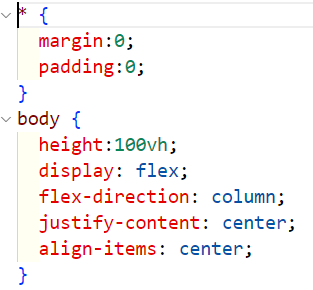 * {
margin:0;
padding:0;
}
body {
height:100vh;
display: flex;
flex-direction: column;
justify-content: center;
align-items: center;
}